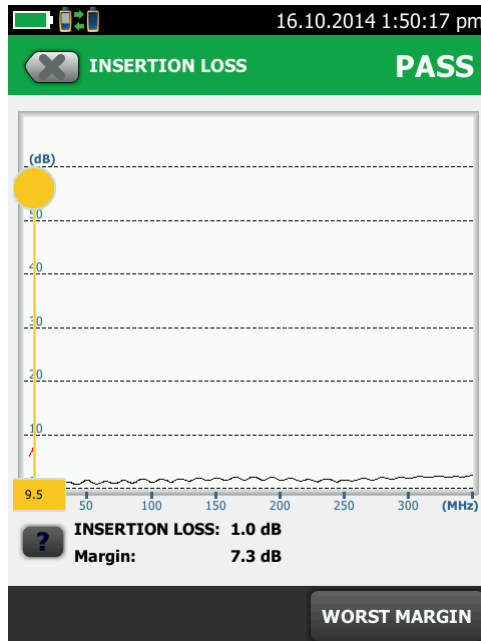 16.10.2014 1:50:17 pm
INSERTION LOSS PASS
(dB)
50
40
30
20
10
9.5
50 100 150 200 250 300 (MHz)
? INSERTION LOSS: 1.0 dB
Margin: 7.3 dB
WORST MARGIN